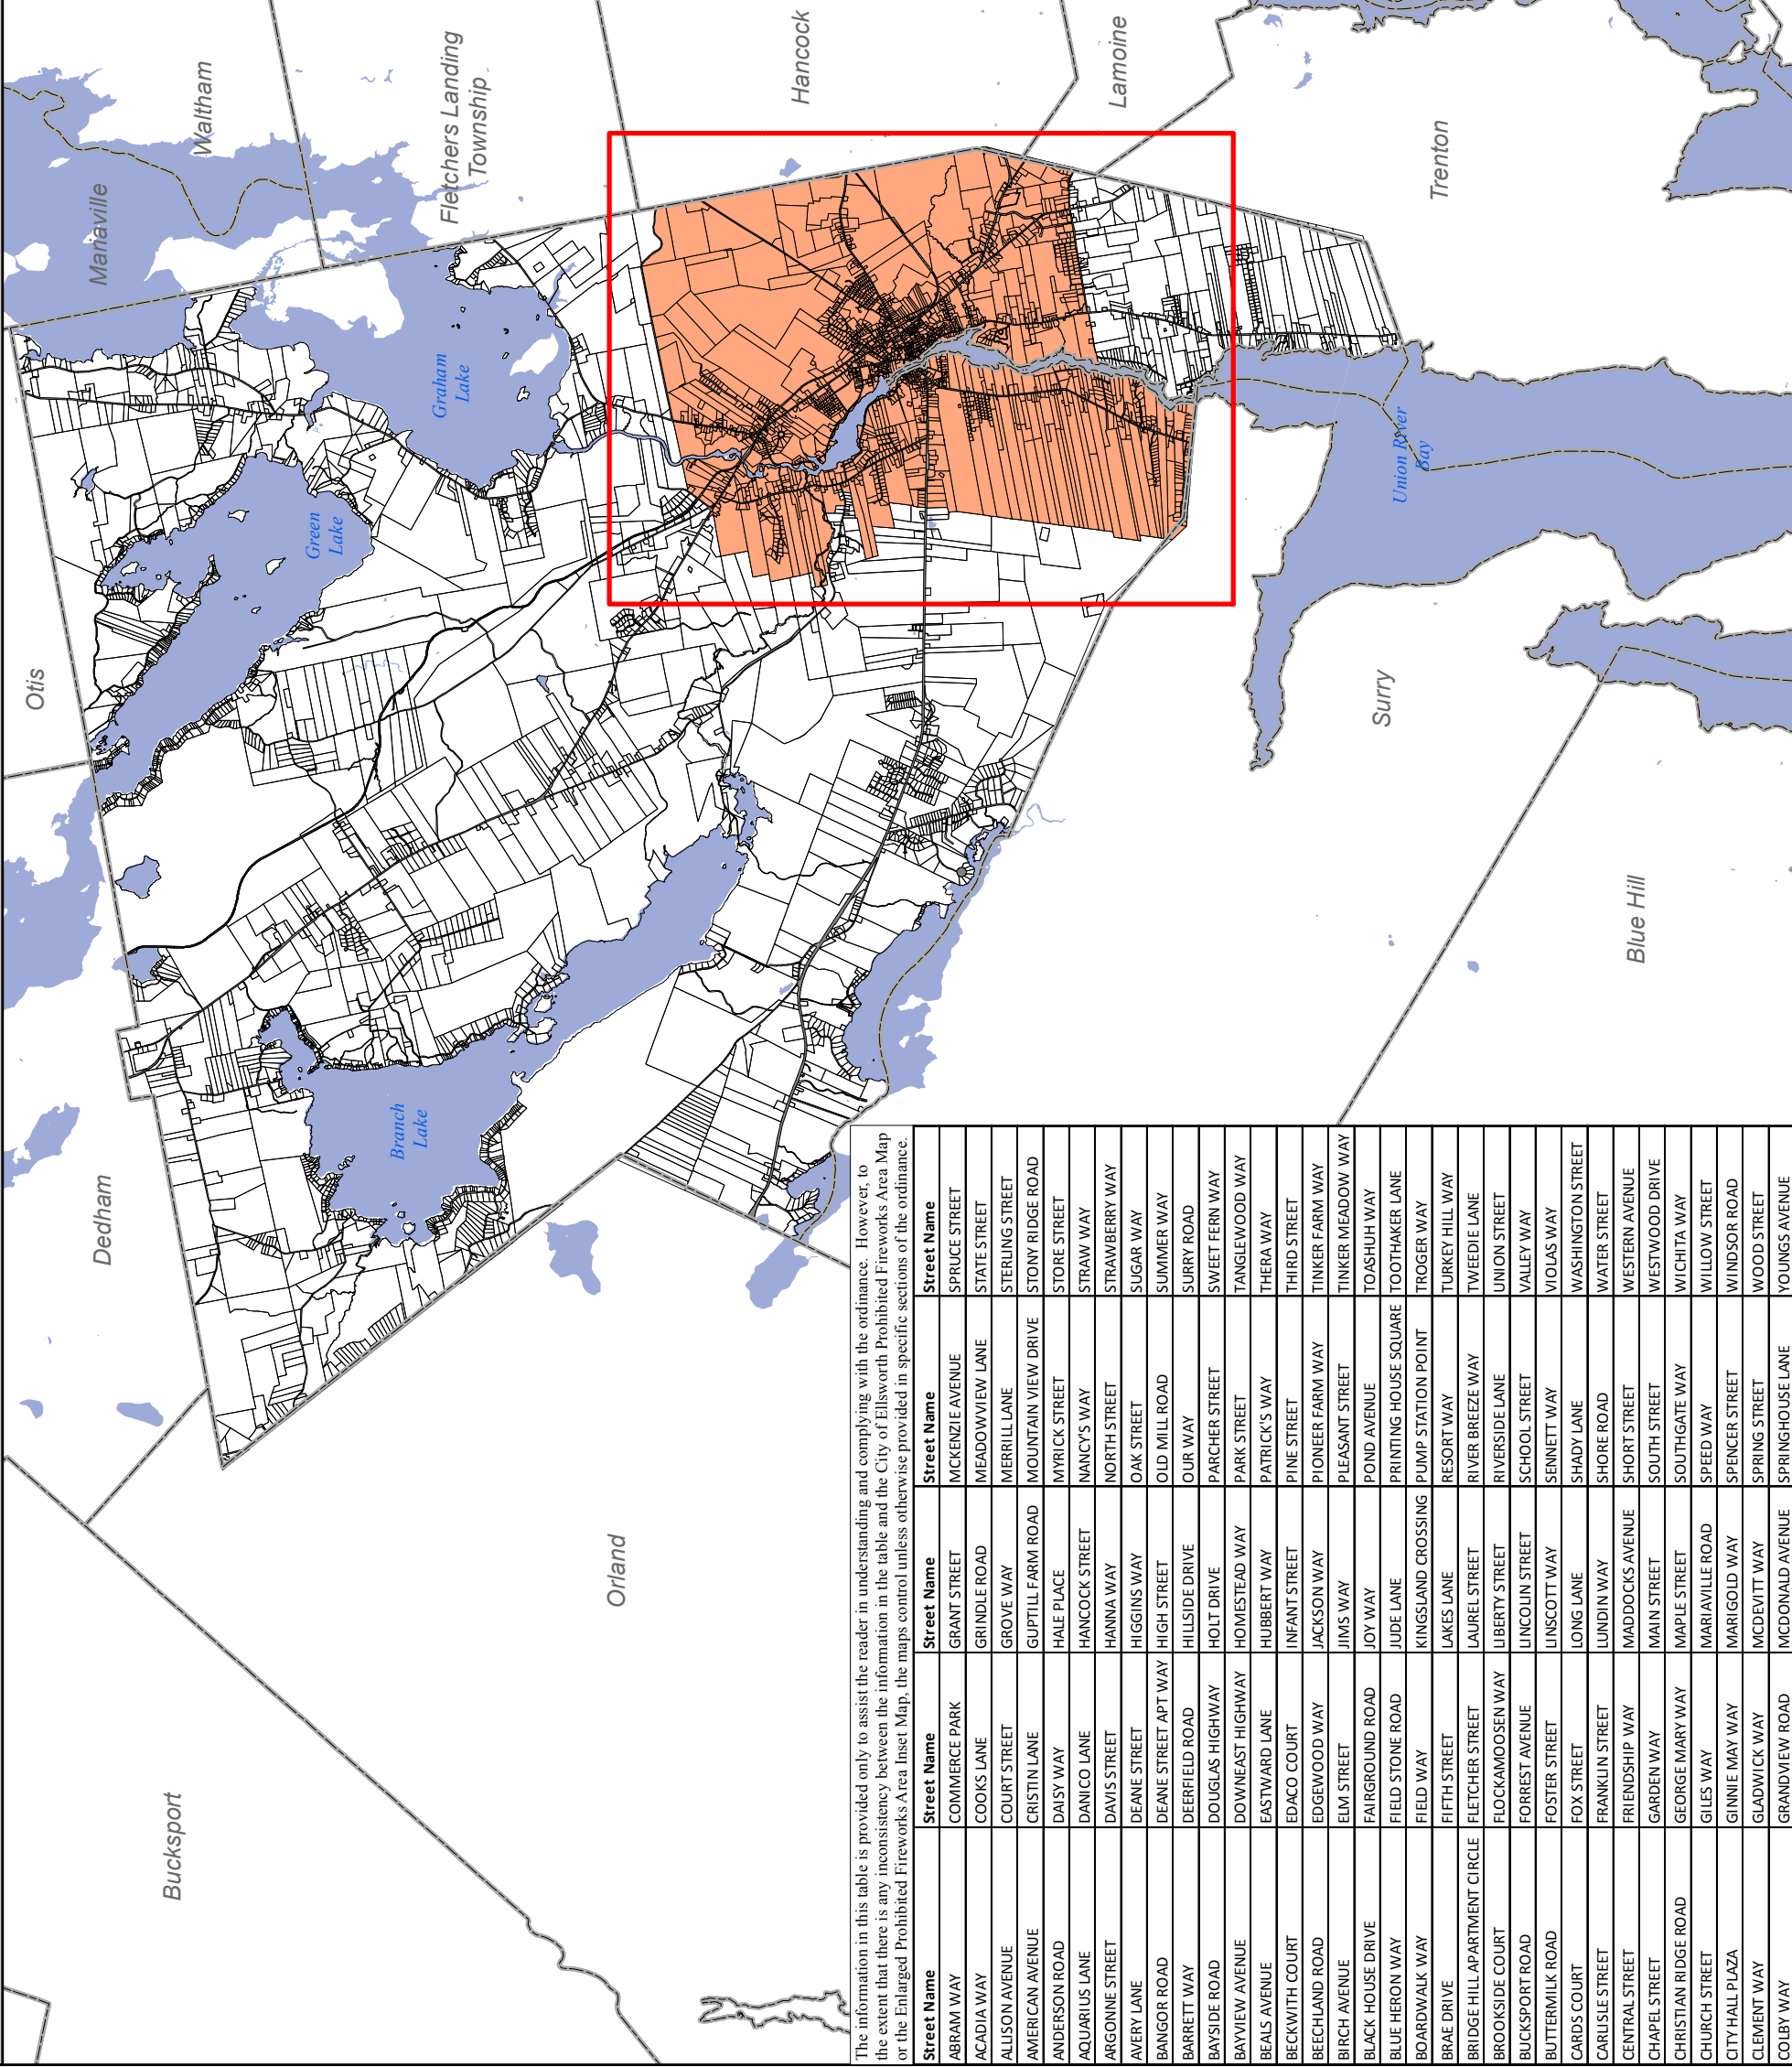 Bucksport
Dedham
Otis
Mariaville
Waltham
Fletchers Landing
Township
Hancock
Lamoine
Trenton
Orland
Surry
Blue Hill
Branch
Lake
Green
Lake
Graham
Lake
Union River
Bay
The information in this table is provided only to assist the reader in understanding and complying with the ordinance. However, to
the extent that there is any inconsistency between the information in the table and the City of Ellsworth Prohibited Fireworks Area Map
or the Enlarged Prohibited Fireworks Area Inset Map, the maps control unless otherwise provided in specific sections of the ordinance.
Street Name Street Name Street Name Street Name Street Name
ABRAM WAY COMMERCE PARK GRANT STREET MCKENZIE AVENUE SPRUCE STREET
ACADIA WAY COOKS LANE GRINDLE ROAD MEADOWVIEW LANE STATE STREET
ALLISON AVENUE COURT STREET GROVE WAY MERRILL LANE STERLING STREET
AMERICAN AVENUE CRISTIN LANE GUPTILL FARM ROAD MOUNTAIN VIEW DRIVE STONY RIDGE ROAD
ANDERSON ROAD DAISY WAY HALE PLACE MYRICK STREET STORE STREET
AQUARIUS LANE DANICO LANE HANCOCK STREET NANCY'S WAY STRAW WAY
ARGONNE STREET DAVIS STREET HANNA WAY NORTH STREET STRAWBERRY WAY
AVERY LANE DEANE STREET HIGGINS WAY OAK STREET SUGAR WAY
BANGOR ROAD DEANE STREET APT WAY HIGH STREET OLD MILL ROAD SUMMER WAY
BARRETT WAY DEERFIELD ROAD HILLSIDE DRIVE OUR WAY SURRY ROAD
BAYSIDE ROAD DOUGLAS HIGHWAY HOLT DRIVE PARCHER STREET SWEET FERN WAY
BAYVIEW AVENUE DOWNEAST HIGHWAY HOMESTEAD WAY PARK STREET TANGLEWOOD WAY
BEALS AVENUE EASTWARD LANE HUBBERT WAY PATRICK'S WAY THERA WAY
BECKWITH COURT EDACO COURT INFANT STREET PINE STREET THIRD STREET
BEECHLAND ROAD EDGEWOOD WAY JACKSON WAY PIONEER FARM WAY TINKER FARM WAY
BIRCH AVENUE ELM STREET JIMS WAY PLEASANT STREET TINKER MEADOW WAY
BLACK HOUSE DRIVE FAIRGROUND ROAD JOY WAY POND AVENUE TOASHUH WAY
BLUE HERON WAY FIELD STONE ROAD JUDE LANE PRINTING HOUSE SQUARE TOOTHAKER LANE
BOARDWALK WAY FIELD WAY KINGSLAND CROSSING PUMP STATION POINT TROGER WAY
BRAE DRIVE FIFTH STREET LAKES LANE RESORT WAY TURKEY HILL WAY
BRIDGE HILL APARTMENT CIRCLE FLETCHER STREET LAUREL STREET RIVER BREEZE WAY TWEEDIE LANE
BROOKSIDE COURT FLOCKAMOOSEN WAY LIBERTY STREET RIVERSIDE LANE UNION STREET
BUCKSPORT ROAD FORREST AVENUE LINCOLIN STREET SCHOOL STREET VALLEY WAY
BUTTERMILK ROAD FOSTER STREET LINSCOTT WAY SENNETT WAY VIOLAS WAY
CARDS COURT FOX STREET LONG LANE SHADY LANE WASHINGTON STREET
CARLISLE STREET FRANKLIN STREET LUNDIN WAY SHORE ROAD WATER STREET
CENTRAL STREET FRIENDSHIP WAY MADDOCKS AVENUE SHORT STREET WESTERN AVENUE
CHAPEL STREET GARDEN WAY MAIN STREET SOUTH STREET WESTWOOD DRIVE
CHRISTIAN RIDGE ROAD GEORGE MARY WAY MAPLE STREET SOUTHGATE WAY WICHITA WAY
CHURCH STREET GILES WAY MARIAVILLE ROAD SPEED WAY WILLOW STREET
CITY HALL PLAZA GINNIE MAY WAY MARIGOLD WAY SPENCER STREET WINDSOR ROAD
CLEMENT WAY GLADWICK WAY MCDEVITT WAY SPRING STREET WOOD STREET
COLBY WAY GRANDVIEW ROAD MCDONALD AVENUE SPRINGHOUSE LANE YOUNGS AVENUE